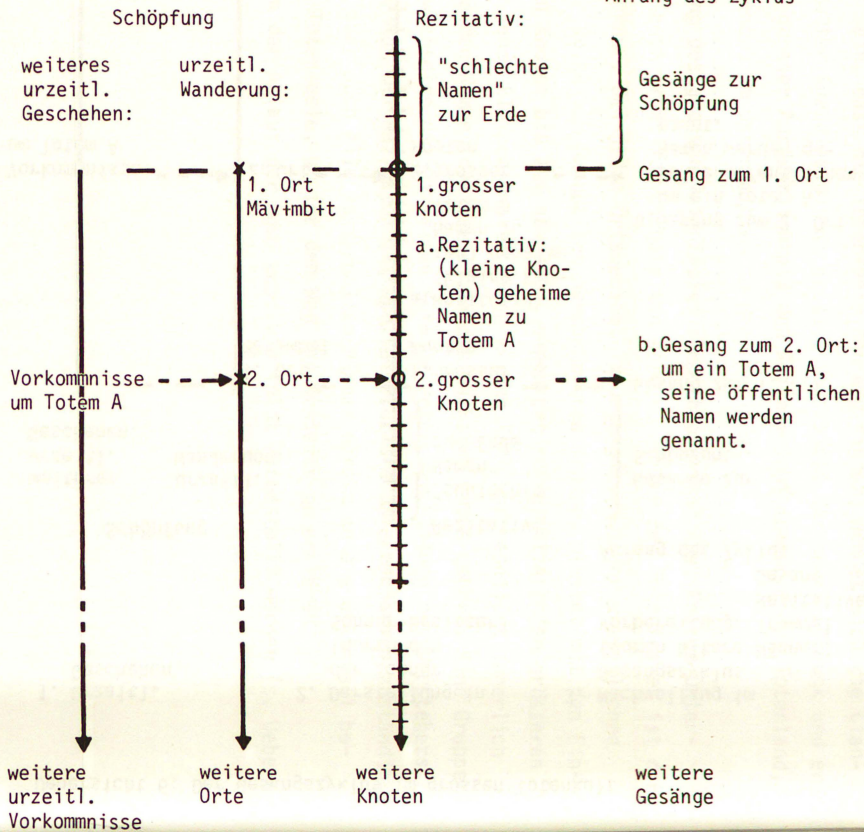 Anfang des Zyklus
Schöpfung
Rezitativ:
weiteres
urzeitl.
Geschehen:
urzeitl.
Wanderung:
"schlechte
Namen"
zur Erde
Gesänge zur
Schöpfung
1. Ort
Mävɨmbɨt
1.grosser
Knoten
Gesang zum 1. Ort
a.Rezitativ:
(kleine Kno-
ten) geheime
Namen zu
Totem A
Vorkommnisse
um Totem A
2. Ort
2.grosser
Knoten
b.Gesang zum 2. Ort:
um ein Totem A,
seine öffentlichen
Namen werden
genannt.
weitere
urzeitl.
Vorkommnisse
weitere
Orte
weitere
Knoten
weitere
Gesänge